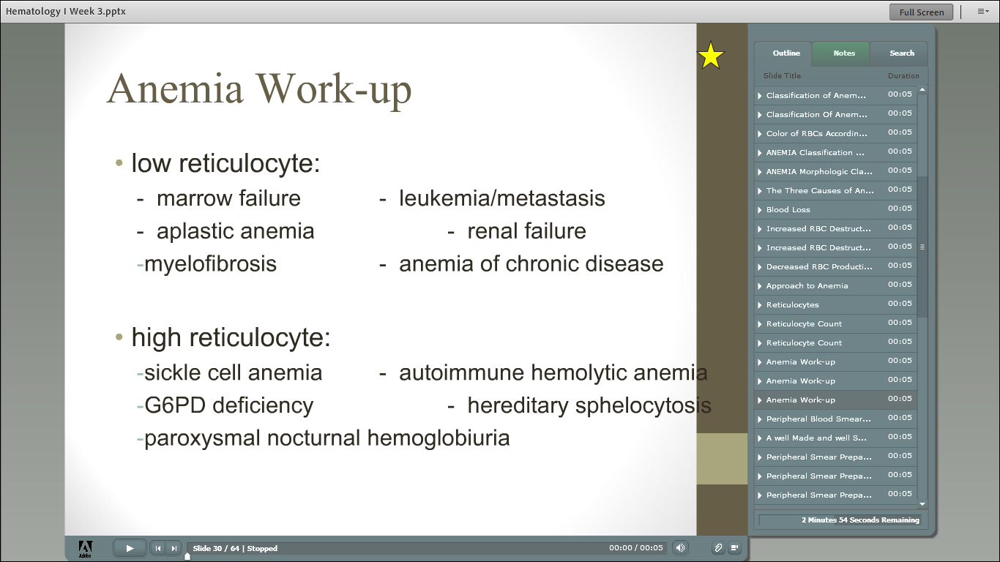 Hematology I Week 3.pptx
Full Screen
Anemia Work-up
• low reticulocyte:
- marrow failure - leukemia/metastasis
- aplastic anemia - renal failure
-myelofibrosis - anemia of chronic disease
• high reticulocyte:
-sickle cell anemia - autoimmune hemolytic anemia
-G6PD deficiency - hereditary sphelocytosis
-paroxysmal nocturnal hemoglobiuria
Outline Notes Search
Slide Title Duration
Classification of Anem... 00:05
Classification Of Anem... 00:05
Color of RBCs Accordin... 00:05
ANEMIA Classification ... 00:05
ANEMIA Morphologic Cla... 00:05
The Three Causes of An... 00:05
Blood Loss 00:05
Increased RBC Destruct... 00:05
Increased RBC Destruct... 00:05
Decreased RBC Producti... 00:05
Approach to Anemia 00:05
Reticulocytes 00:05
Reticulocyte Count 00:05
Reticulocyte Count 00:05
Anemia Work-up 00:05
Anemia Work-up 00:05
Anemia Work-up 00:05
Peripheral Blood Smear... 00:05
A well Made and well S... 00:05
Peripheral Smear Prepa... 00:05
Peripheral Smear Prepa... 00:05
Peripheral Smear Prepa... 00:05
2 Minutes 54 Seconds Remaining
Adobe
Slide 30 / 64 | Stopped 00:00 / 00:05